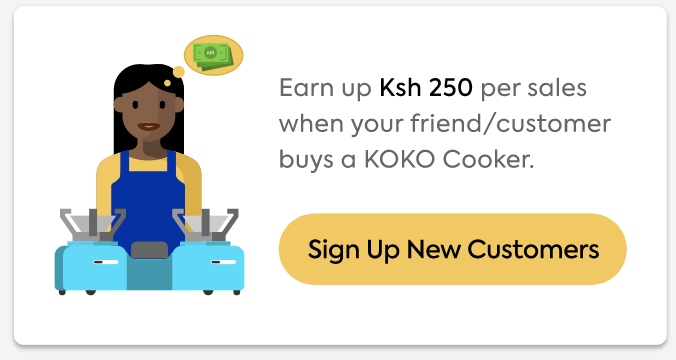 Earn up Ksh 250 per sales
when your friend/customer
buys a KOKO Cooker.
Sign Up New Customers